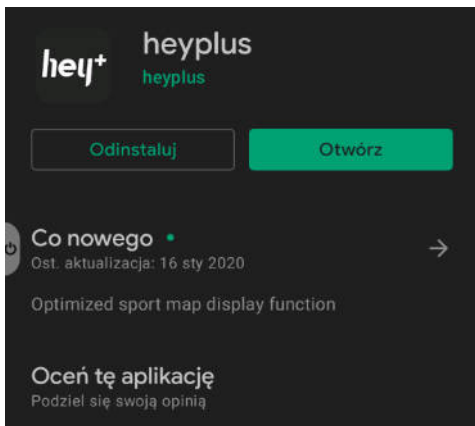 hey+
heyplus
heyplus
Odinstaluj
Otwórz
Co nowego •
Ost. aktualizacja: 16 sty 2020
Optimized sport map display function
Oceń tę aplikację
Podziel się swoją opinią